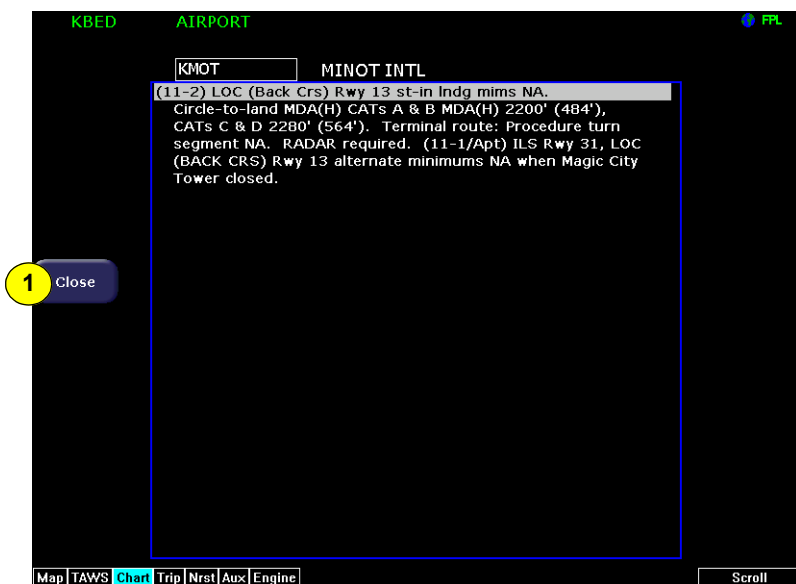 KBED AIRPORT FPL
KMOT MINOT INTL
(11-2) LOC (Back Crs) Rwy 13 st-in lndg mims NA.
Circle-to-land MDA(H) CATs A & B MDA(H) 2200' (484'),
CATs C & D 2280' (564'). Terminal route: Procedure turn
segment NA. RADAR required. (11-1/Apt) ILS Rwy 31, LOC
(BACK CRS) Rwy 13 alternate minimums NA when Magic City
Tower closed.
1 Close
Map TAWS Chart Trip Nrst Aux Engine Scroll